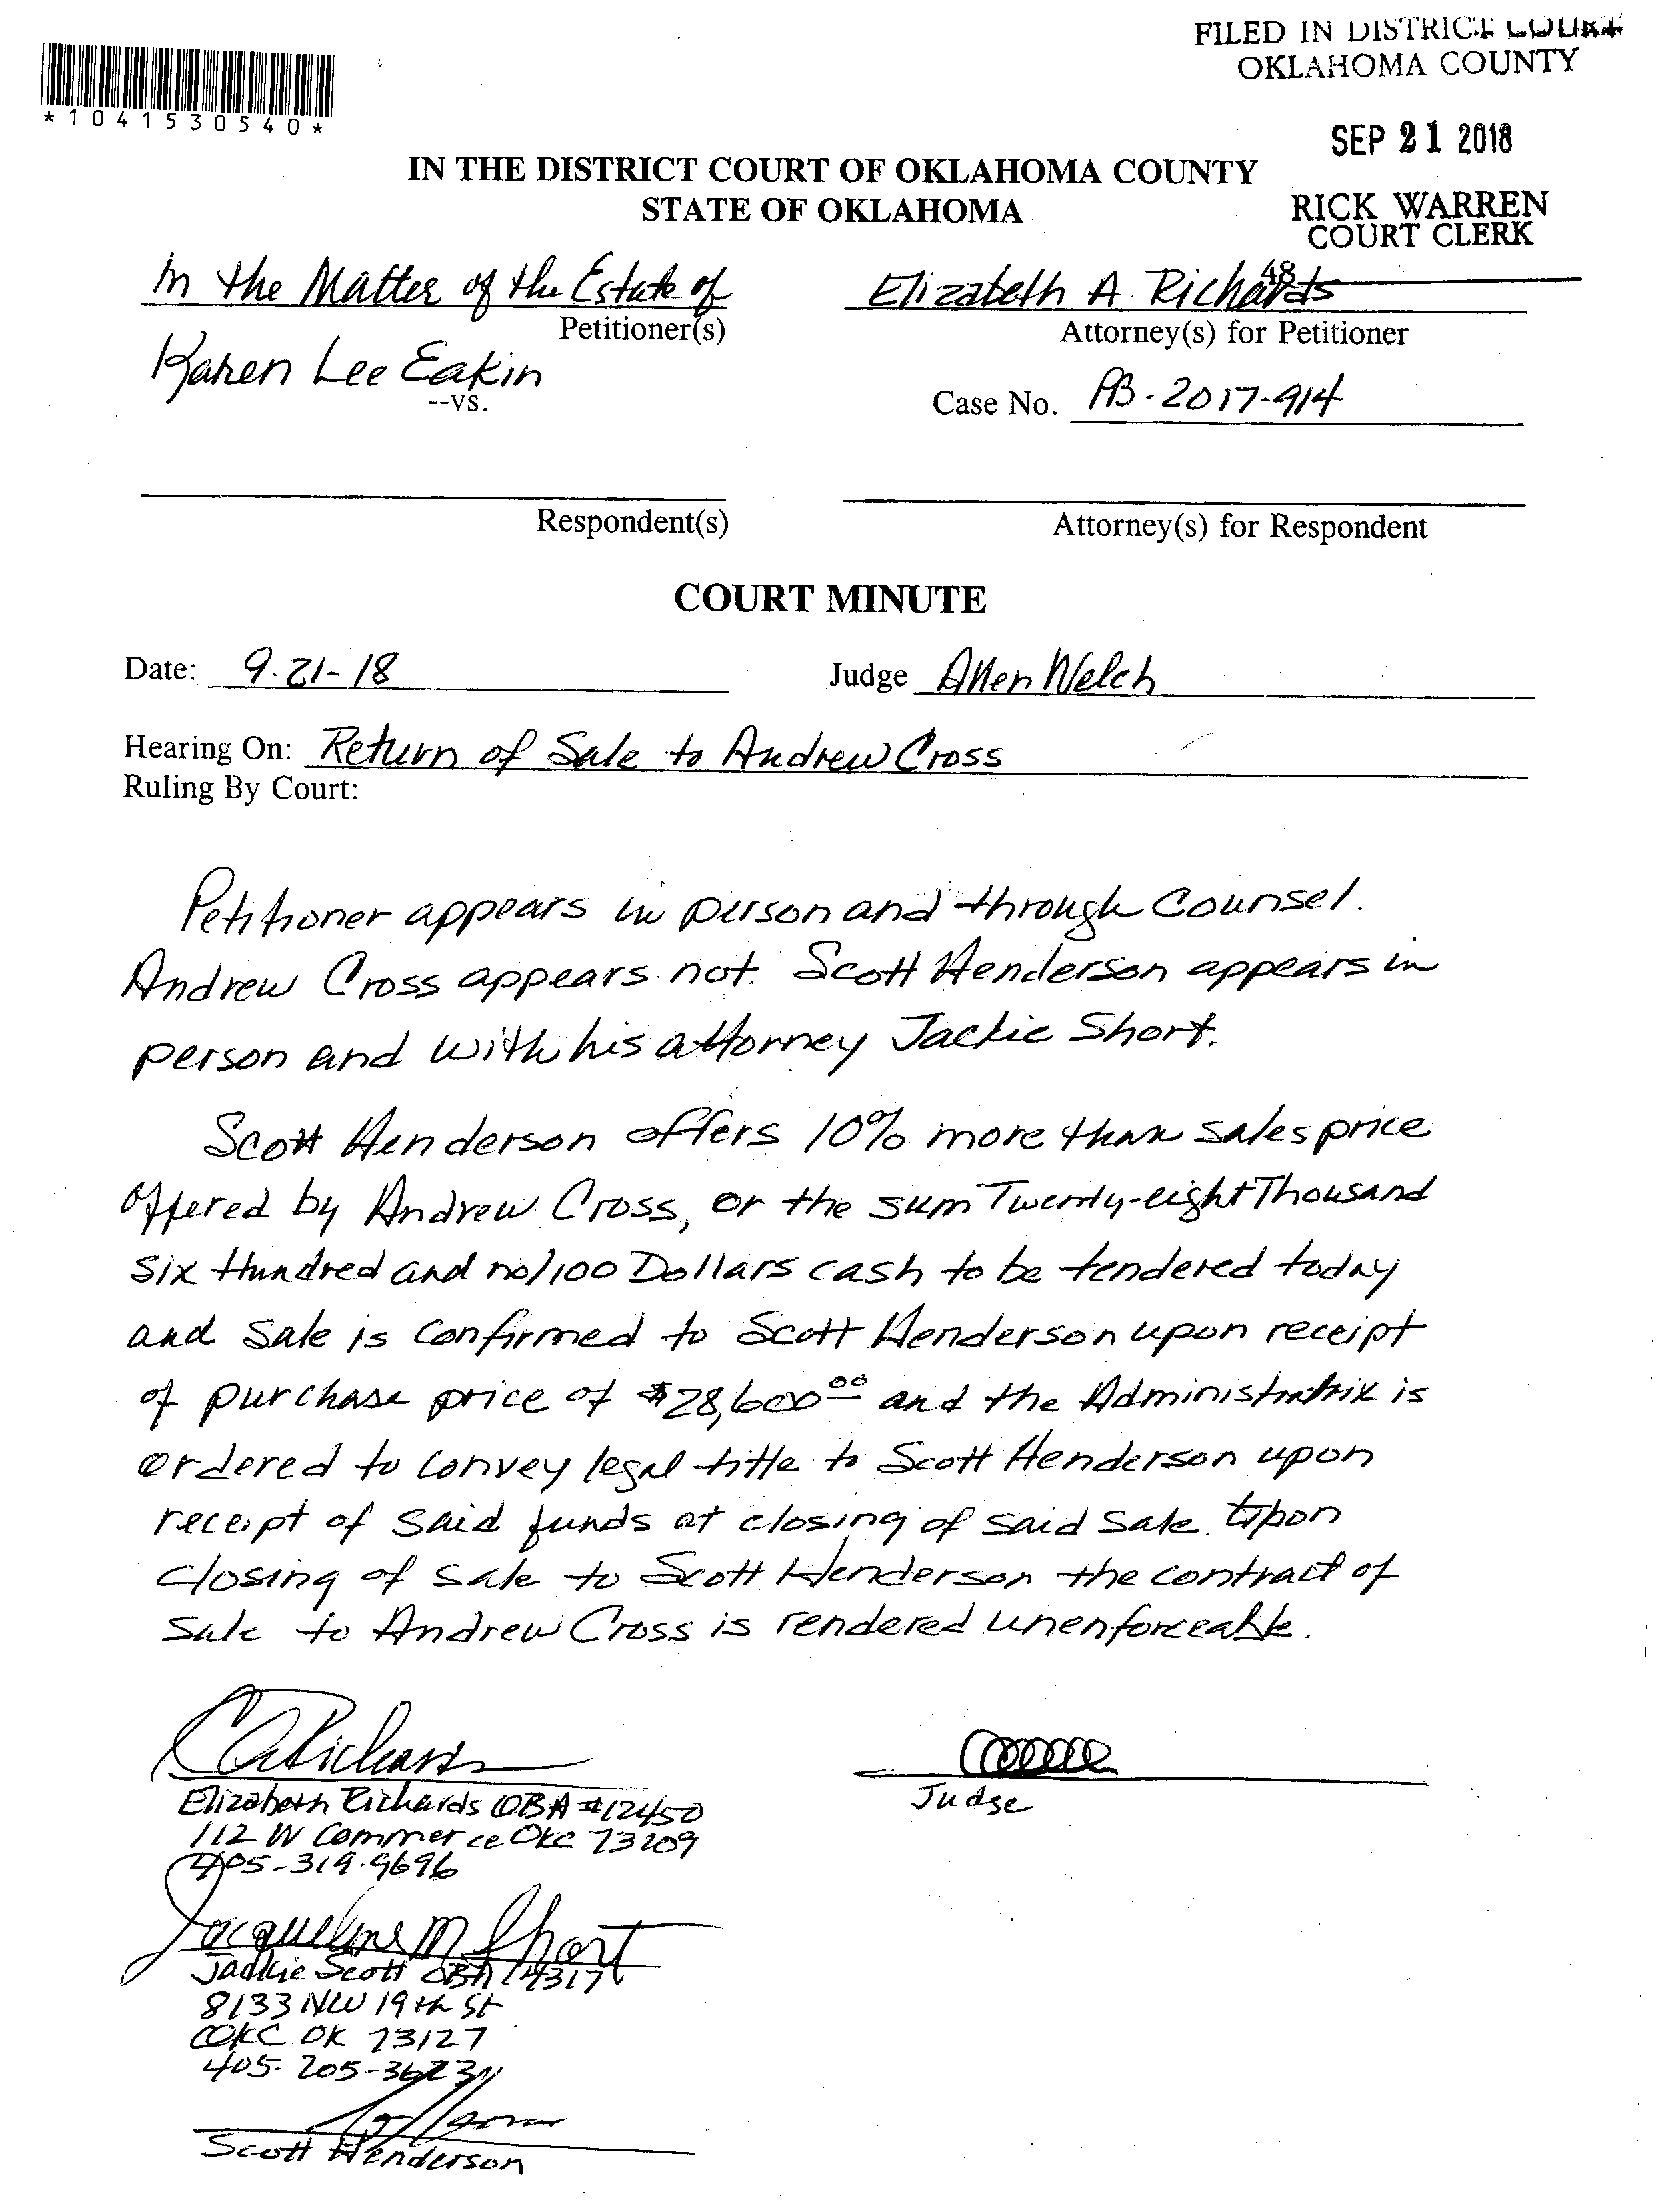 FILED IN DISTRICT COURT
OKLAHOMA COUNTY
*1041530540*
SEP 21 2018
IN THE DISTRICT COURT OF OKLAHOMA COUNTY
STATE OF OKLAHOMA
RICK WARREN
COURT CLERK
48
In the Matter of the Estate of
Elizabeth A. Richards
Petitioner(s)
Attorney(s) for Petitioner
Karen Lee Eakin
--vs.
Case No. PB-2017-914
Respondent(s)
Attorney(s) for Respondent
COURT MINUTE
Date: 9-21-18
Judge Allen Welch
Hearing On: Return of Sale to Andrew Cross
Ruling By Court:
Petitioner appears in person and through Counsel.
Andrew Cross appears not. Scott Henderson appears in
person and with his attorney Jackie Short.
Scott Henderson offers 10% more than sales price
offered by Andrew Cross, or the sum Twenty-eight Thousand
Six Hundred and no/100 Dollars cash to be tendered today
and Sale is confirmed to Scott Henderson upon receipt
of purchase price of $28,600.00 and the Administratrix is
ordered to convey legal title to Scott Henderson upon
receipt of said funds at closing of said Sale. Upon
closing of sale to Scott Henderson the contract of
sale to Andrew Cross is rendered unenforceable.
EARichards
Elizabeth Richards OBA #12450
Judge
112 W Commerce OKC 73209
405-319-9696
Jacqueline M Short
Jackie Scott OBA 14317
8133 NW 19th St
OKC OK 73127
405-205-3623
Scott Henderson